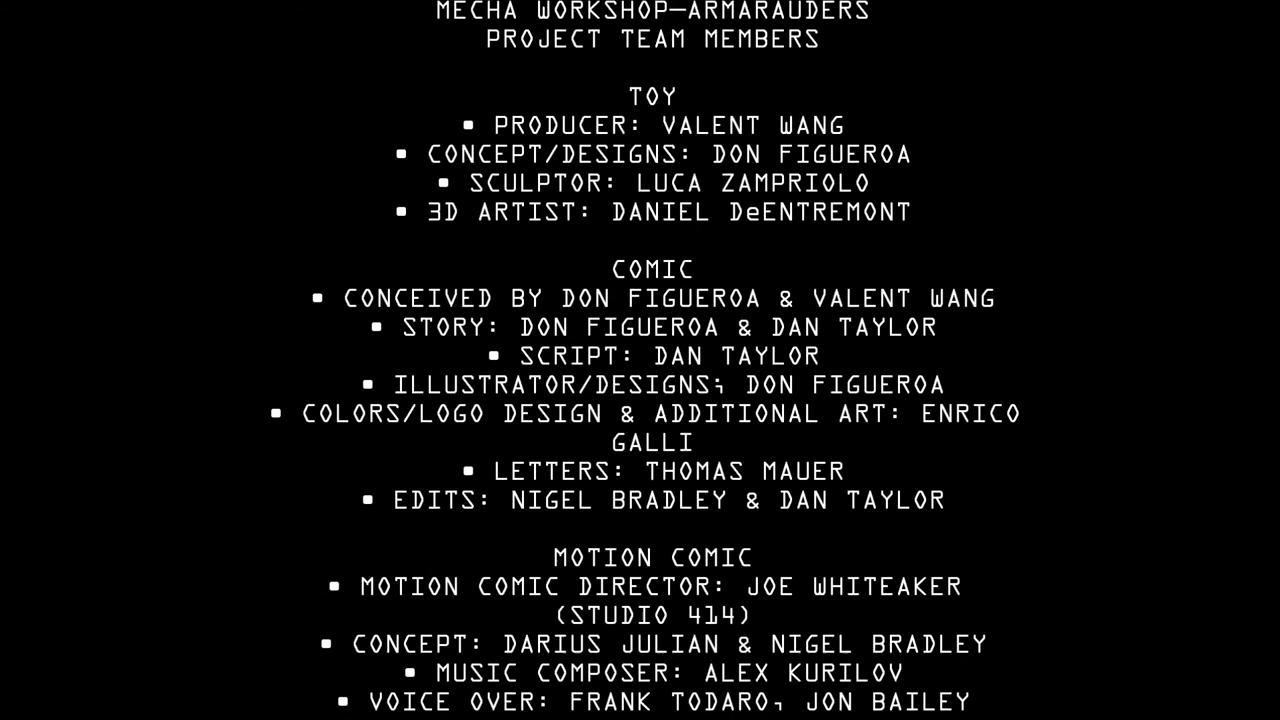 MECHA WORKSHOP—ARMARAUDERS
PROJECT TEAM MEMBERS
TOY
▪ PRODUCER: VALENT WANG
▪ CONCEPT/DESIGNS: DON FIGUEROA
▪ SCULPTOR: LUCA ZAMPRIOLO
▪ 3D ARTIST: DANIEL DeENTREMONT
COMIC
▪ CONCEIVED BY DON FIGUEROA & VALENT WANG
▪ STORY: DON FIGUEROA & DAN TAYLOR
▪ SCRIPT: DAN TAYLOR
▪ ILLUSTRATOR/DESIGNS; DON FIGUEROA
▪ COLORS/LOGO DESIGN & ADDITIONAL ART: ENRICO
GALLI
▪ LETTERS: THOMAS MAUER
▪ EDITS: NIGEL BRADLEY & DAN TAYLOR
MOTION COMIC
▪ MOTION COMIC DIRECTOR: JOE WHITEAKER
(STUDIO 414)
▪ CONCEPT: DARIUS JULIAN & NIGEL BRADLEY
▪ MUSIC COMPOSER: ALEX KURILOV
▪ VOICE OVER: FRANK TODARO, JON BAILEY